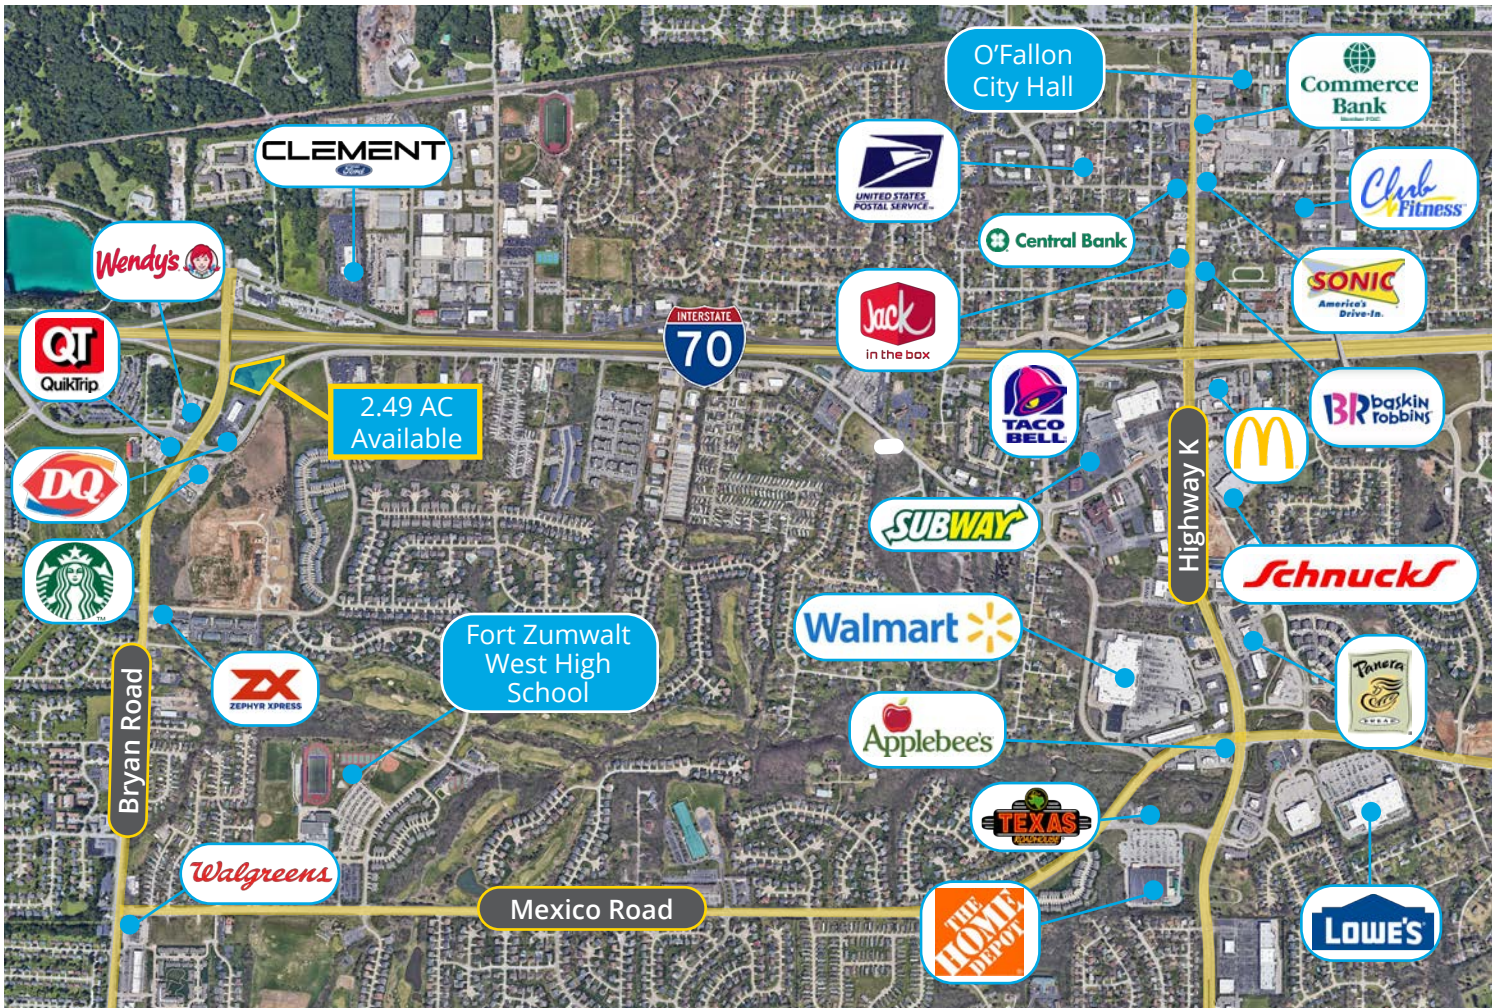 O'Fallon
City Hall
Commerce
Bank
Member FDIC
CLEMENT
Ford
UNITED STATES
POSTAL SERVICE
Club
Fitness
Wendy's
Central Bank
SONIC
America's
Drive-In.
Jack
in the box
INTERSTATE
70
QT
QuikTrip
2.49 AC
Available
TACO
BELL
BR baskin
robbins
DQ
SUBWAY
Highway K
Schnucks
Walmart
Fort Zumwalt
West High
School
ZX
ZEPHYR XPRESS
Panera
BREAD
Bryan Road
Applebee's
TEXAS
ROADHOUSE
Walgreens
Mexico Road
THE
HOME
DEPOT
LOWE'S